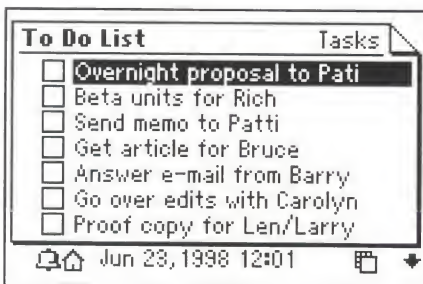 To Do List Tasks
Overnight proposal to Pati
Beta units for Rich
Send memo to Patti
Get article for Bruce
Answer e-mail from Barry
Go over edits with Carolyn
Proof copy for Len/Larry
Jun 23, 1998 12:01